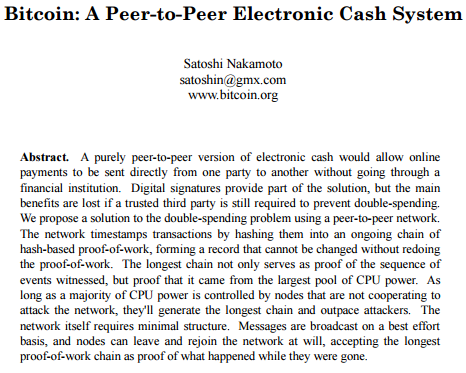 Bitcoin: A Peer-to-Peer Electronic Cash System
Satoshi Nakamoto
satoshin@gmx.com
www.bitcoin.org
Abstract. A purely peer-to-peer version of electronic cash would allow online
payments to be sent directly from one party to another without going through a
financial institution. Digital signatures provide part of the solution, but the main
benefits are lost if a trusted third party is still required to prevent double-spending.
We propose a solution to the double-spending problem using a peer-to-peer network.
The network timestamps transactions by hashing them into an ongoing chain of
hash-based proof-of-work, forming a record that cannot be changed without redoing
the proof-of-work. The longest chain not only serves as proof of the sequence of
events witnessed, but proof that it came from the largest pool of CPU power. As
long as a majority of CPU power is controlled by nodes that are not cooperating to
attack the network, they'll generate the longest chain and outpace attackers. The
network itself requires minimal structure. Messages are broadcast on a best effort
basis, and nodes can leave and rejoin the network at will, accepting the longest
proof-of-work chain as proof of what happened while they were gone.